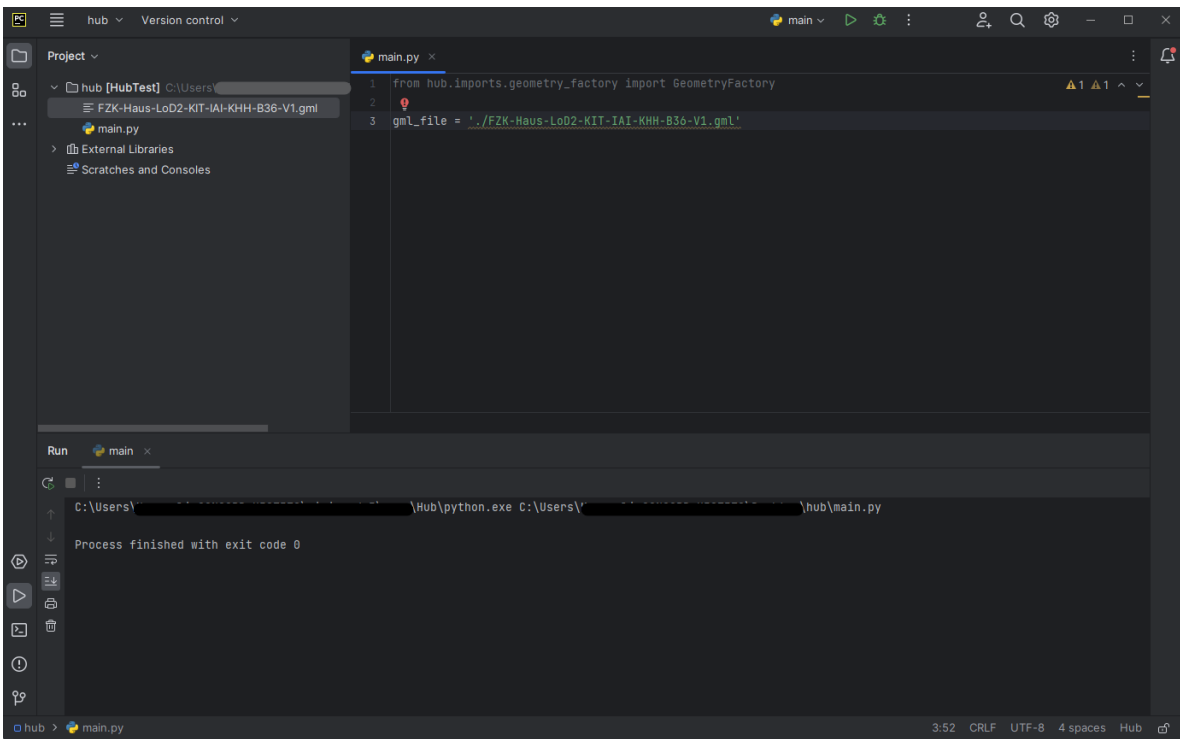 PC hub Version control main
Project
main.py
hub [HubTest] C:\Users\
FZK-Haus-LoD2-KIT-IAI-KHH-B36-V1.gml
main.py
External Libraries
Scratches and Consoles
1 from hub.imports.geometry_factory import GeometryFactory
1 1
2
3 gml_file = './FZK-Haus-LoD2-KIT-IAI-KHH-B36-V1.gml'
Run main
C:\Users\ \Hub\python.exe C:\Users\ \hub\main.py
Process finished with exit code 0
hub > main.py
3:52 CRLF UTF-8 4 spaces Hub